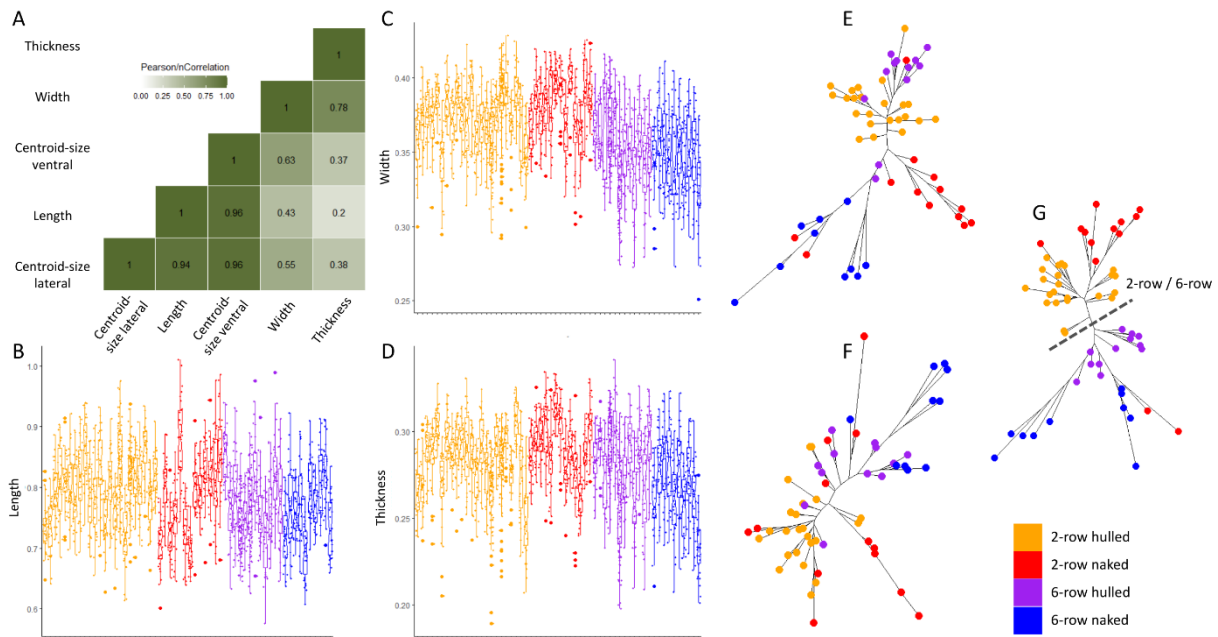 A
Thickness
Width
Centroid-size
ventral
Length
Centroid-size
lateral
Pearson/nCorrelation
0.00 0.25 0.50 0.75 1.00
1
1 0.78
1 0.63 0.37
1 0.96 0.43 0.2
1 0.94 0.96 0.55 0.38
Centroid-
size lateral
Length
Centroid-
size ventral
Width
Thickness
B
Length
1.0
0.9
0.8
0.7
0.6
C
Width
0.40
0.35
0.30
0.25
D
Thickness
0.30
0.25
0.20
E
F
G
2-row / 6-row
2-row hulled
2-row naked
6-row hulled
6-row naked